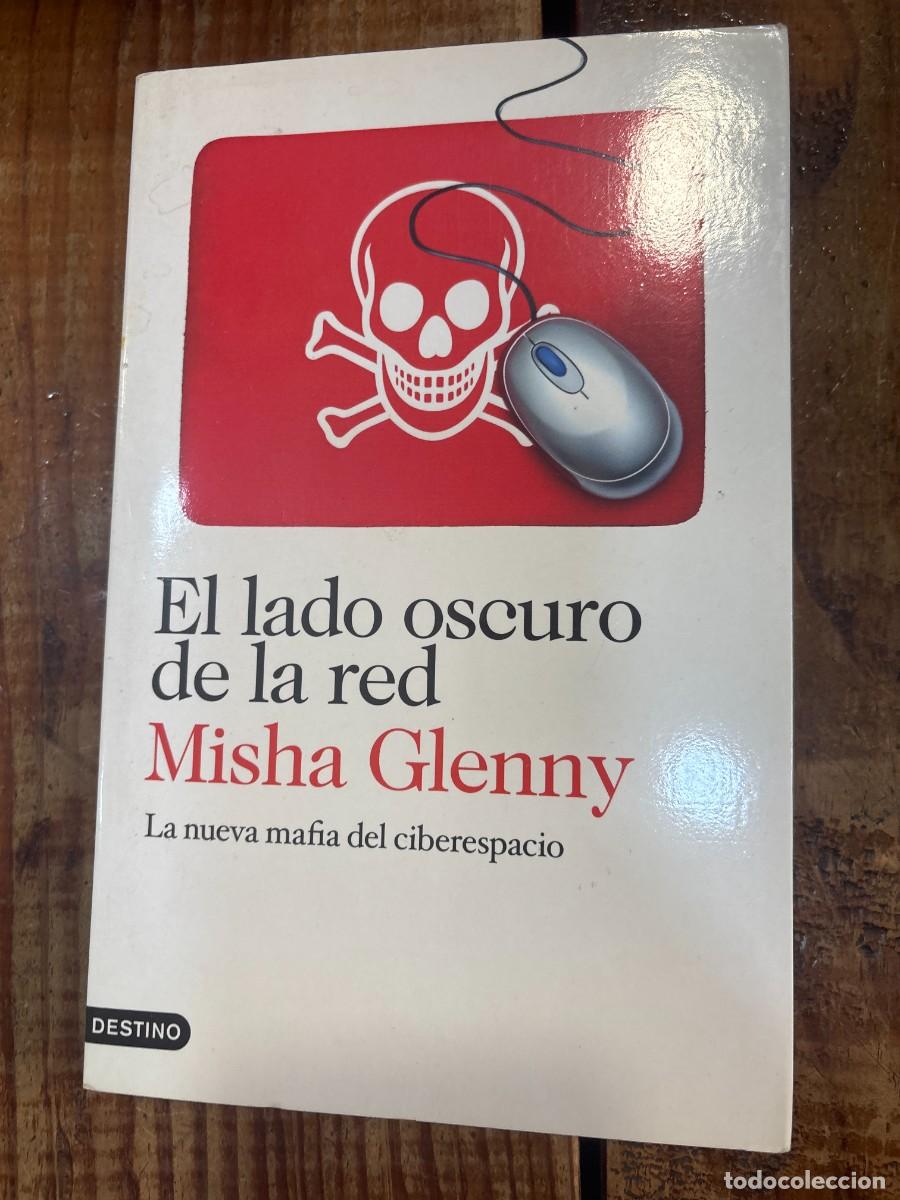 El lado oscuro
de la red
Misha Glenny
La nueva mafia del ciberespacio
DESTINO
todocoleccion